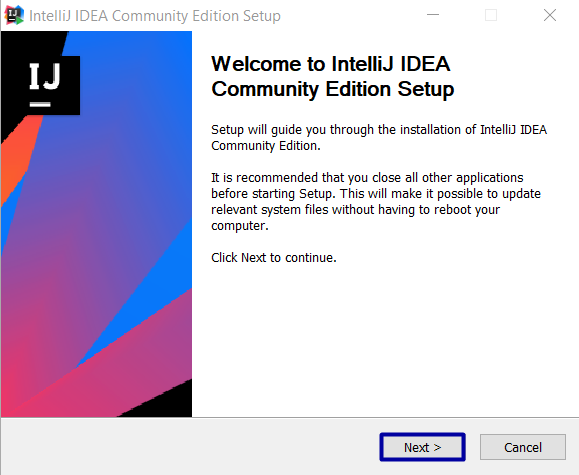 IntelliJ IDEA Community Edition Setup
IJ
Welcome to IntelliJ IDEA
Community Edition Setup
Setup will guide you through the installation of IntelliJ IDEA
Community Edition.
It is recommended that you close all other applications
before starting Setup. This will make it possible to update
relevant system files without having to reboot your
computer.
Click Next to continue.
Next >
Cancel